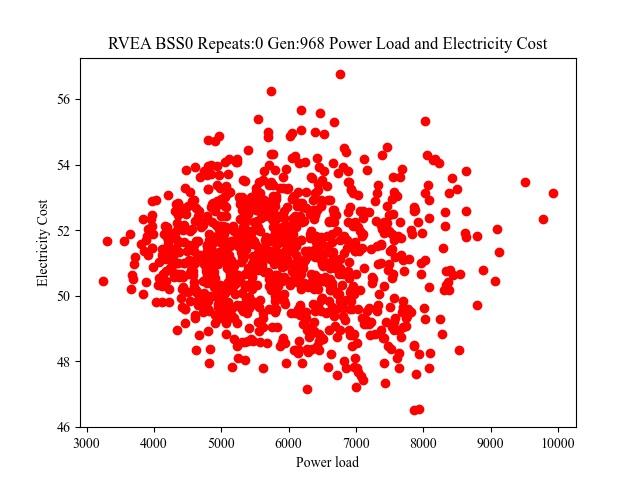 RVEA BSS0 Repeats:0 Gen:968 Power Load and Electricity Cost
Electricity Cost
56
54
52
50
48
46
3000 4000 5000 6000 7000 8000 9000 10000
Power load